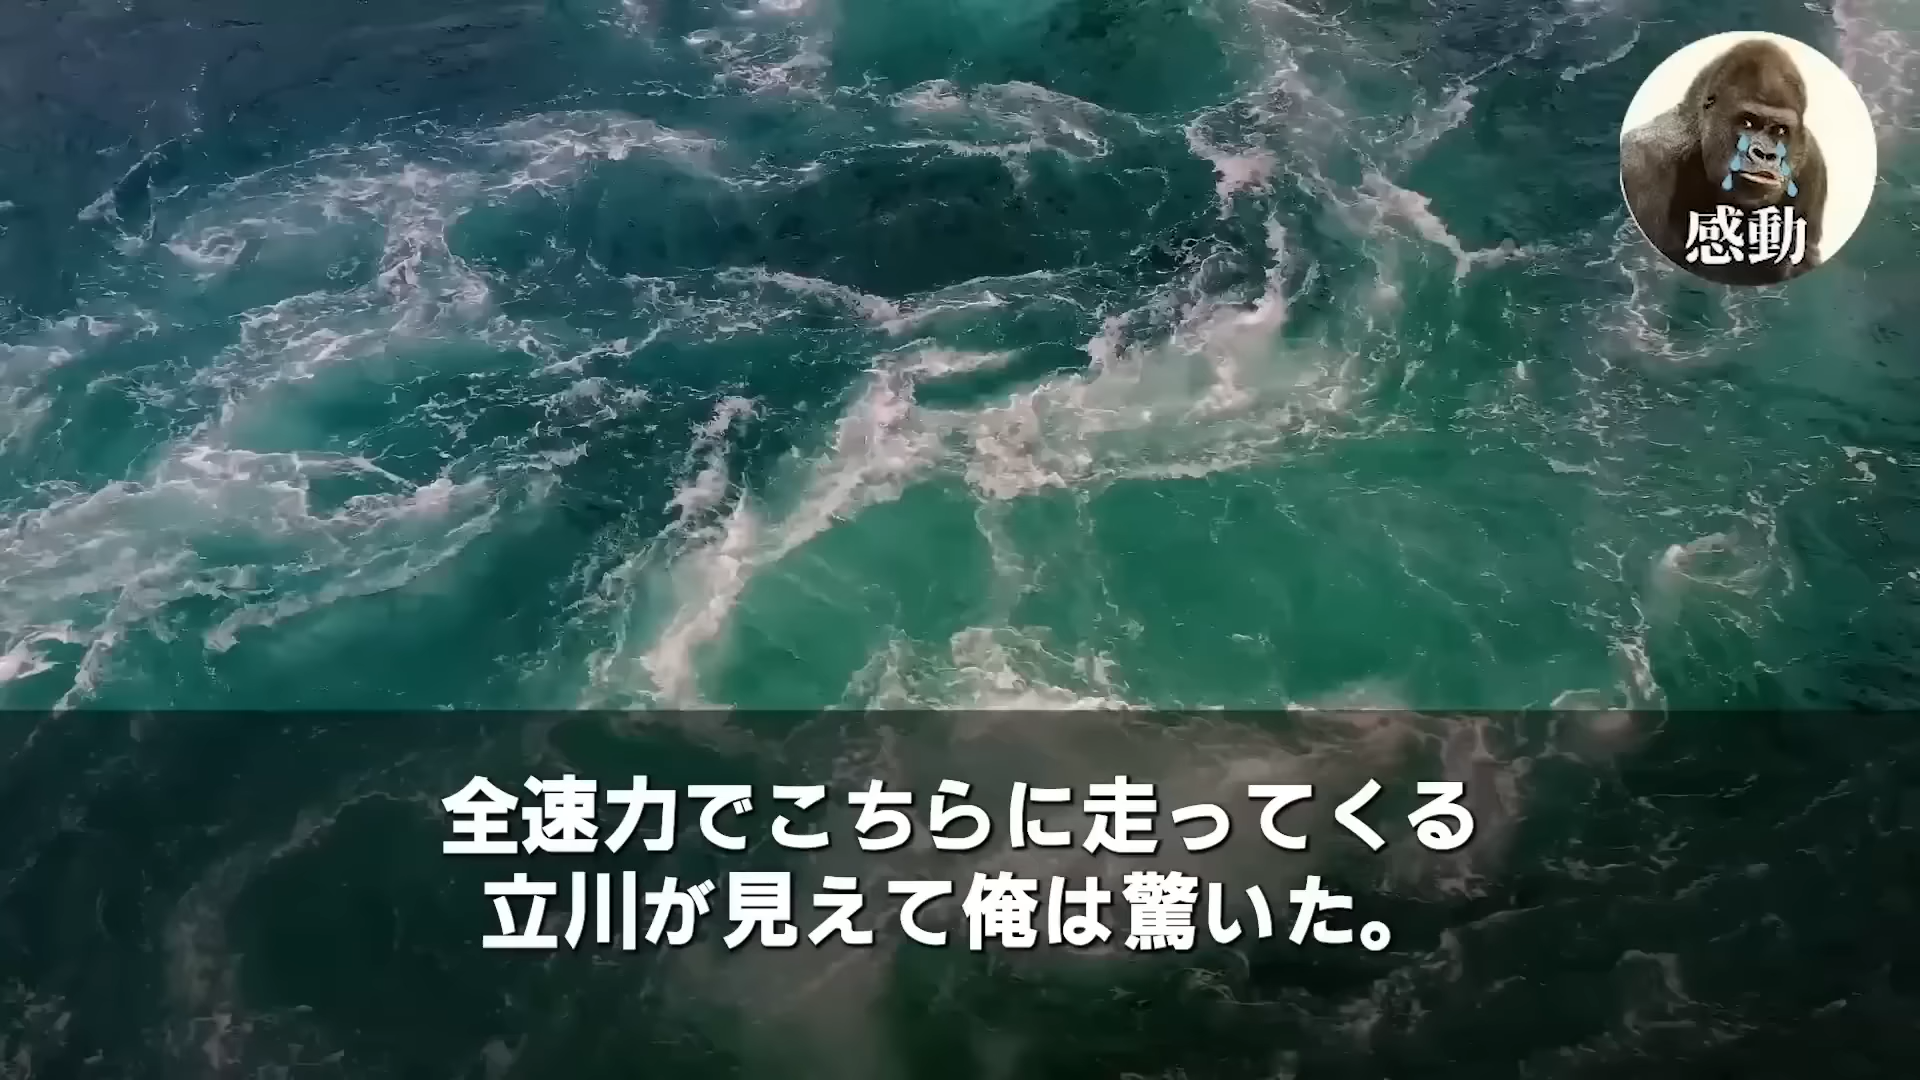 感動
全速力でこちらに走ってくる
立川が見えて俺は驚いた。